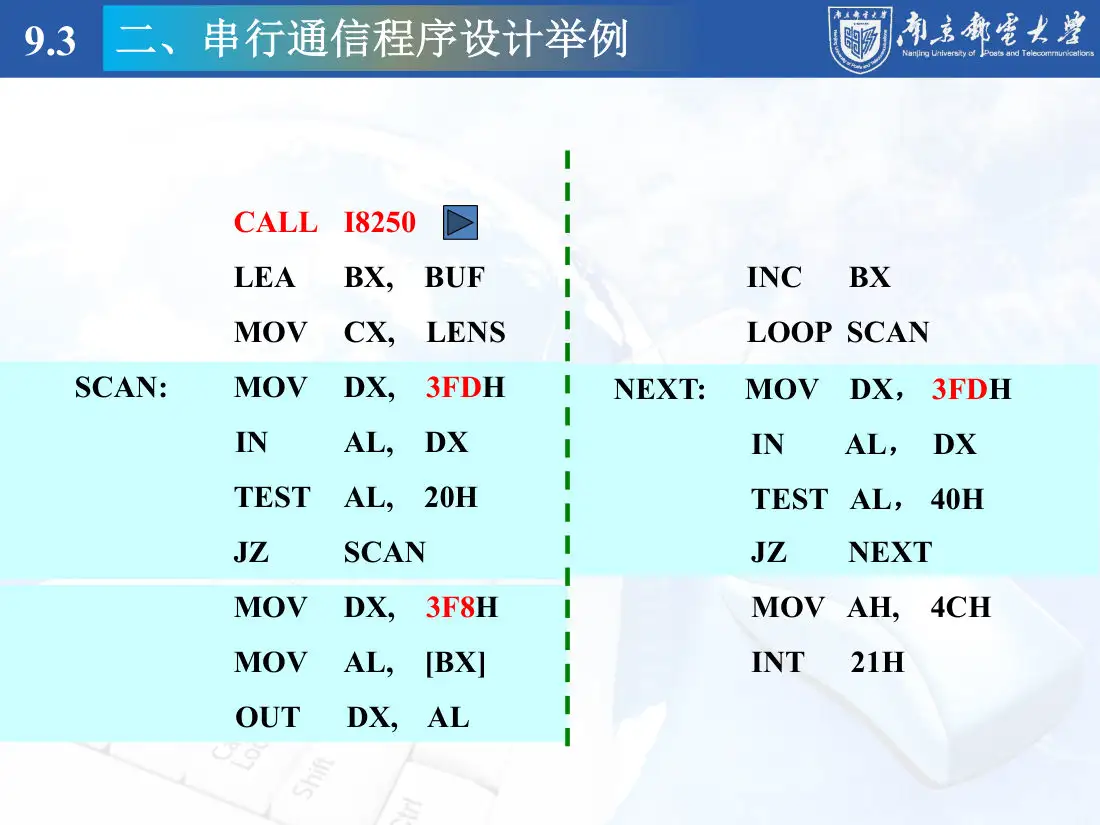 9.3 二、串行通信程序设计举例
南京邮电大学
Nanjing University of Posts and Telecommunications
CALL I8250
LEA BX, BUF
MOV CX, LENS
SCAN: MOV DX, 3FDH
IN AL, DX
TEST AL, 20H
JZ SCAN
MOV DX, 3F8H
MOV AL, [BX]
OUT DX, AL
INC BX
LOOP SCAN
NEXT: MOV DX， 3FDH
IN AL， DX
TEST AL， 40H
JZ NEXT
MOV AH, 4CH
INT 21H
Shift
Ctrl